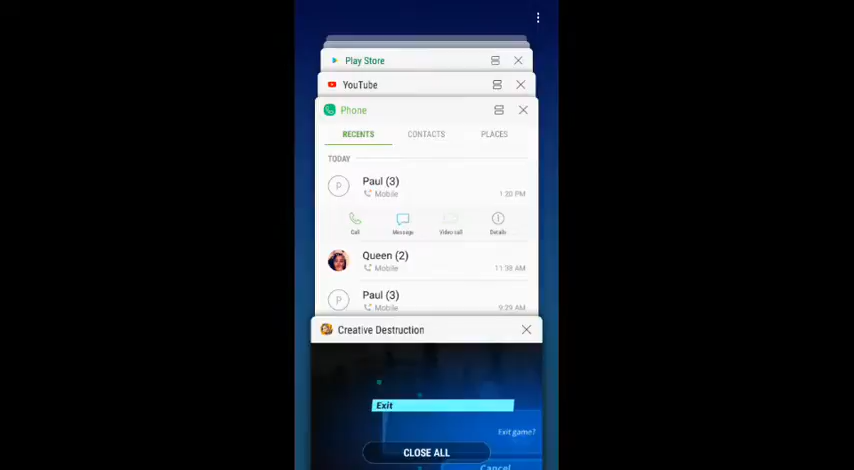 Play Store
YouTube
Phone
RECENTS CONTACTS PLACES
TODAY
P Paul (3)
Mobile 1:20 PM
Call Message Video call Details
Queen (2)
Mobile 11:38 AM
P Paul (3)
Mobile 9:29 AM
Creative Destruction
Exit
Exit game?
CLOSE ALL
Cancel